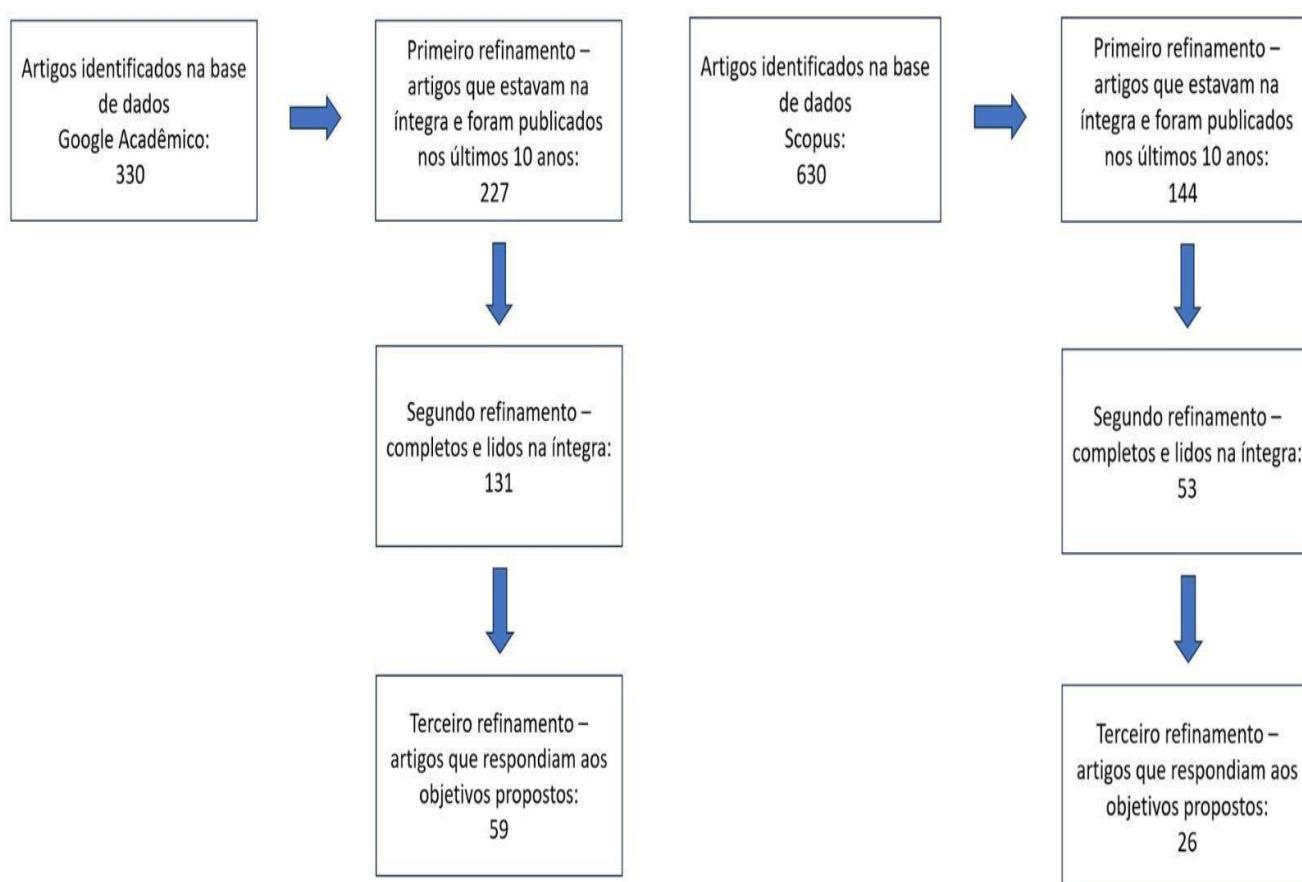 Artigos identificados na base
de dados
Google Acadêmico:
330
Primeiro refinamento –
artigos que estavam na
íntegra e foram publicados
nos últimos 10 anos:
227
Segundo refinamento –
completos e lidos na íntegra:
131
Terceiro refinamento –
artigos que respondiam aos
objetivos propostos:
59
Artigos identificados na base
de dados
Scopus:
630
Primeiro refinamento –
artigos que estavam na
íntegra e foram publicados
nos últimos 10 anos:
144
Segundo refinamento –
completos e lidos na íntegra:
53
Terceiro refinamento –
artigos que respondiam aos
objetivos propostos:
26